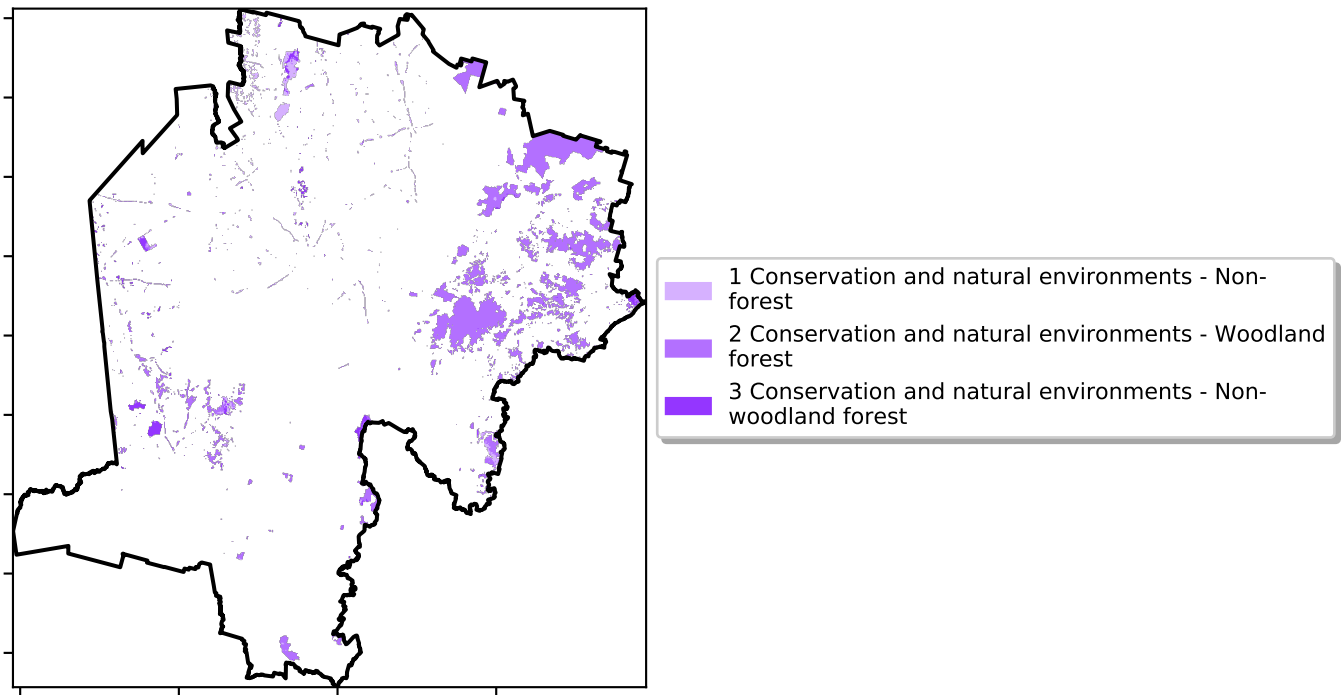 1 Conservation and natural environments - Non-
forest
2 Conservation and natural environments - Woodland
forest
3 Conservation and natural environments - Non-
woodland forest